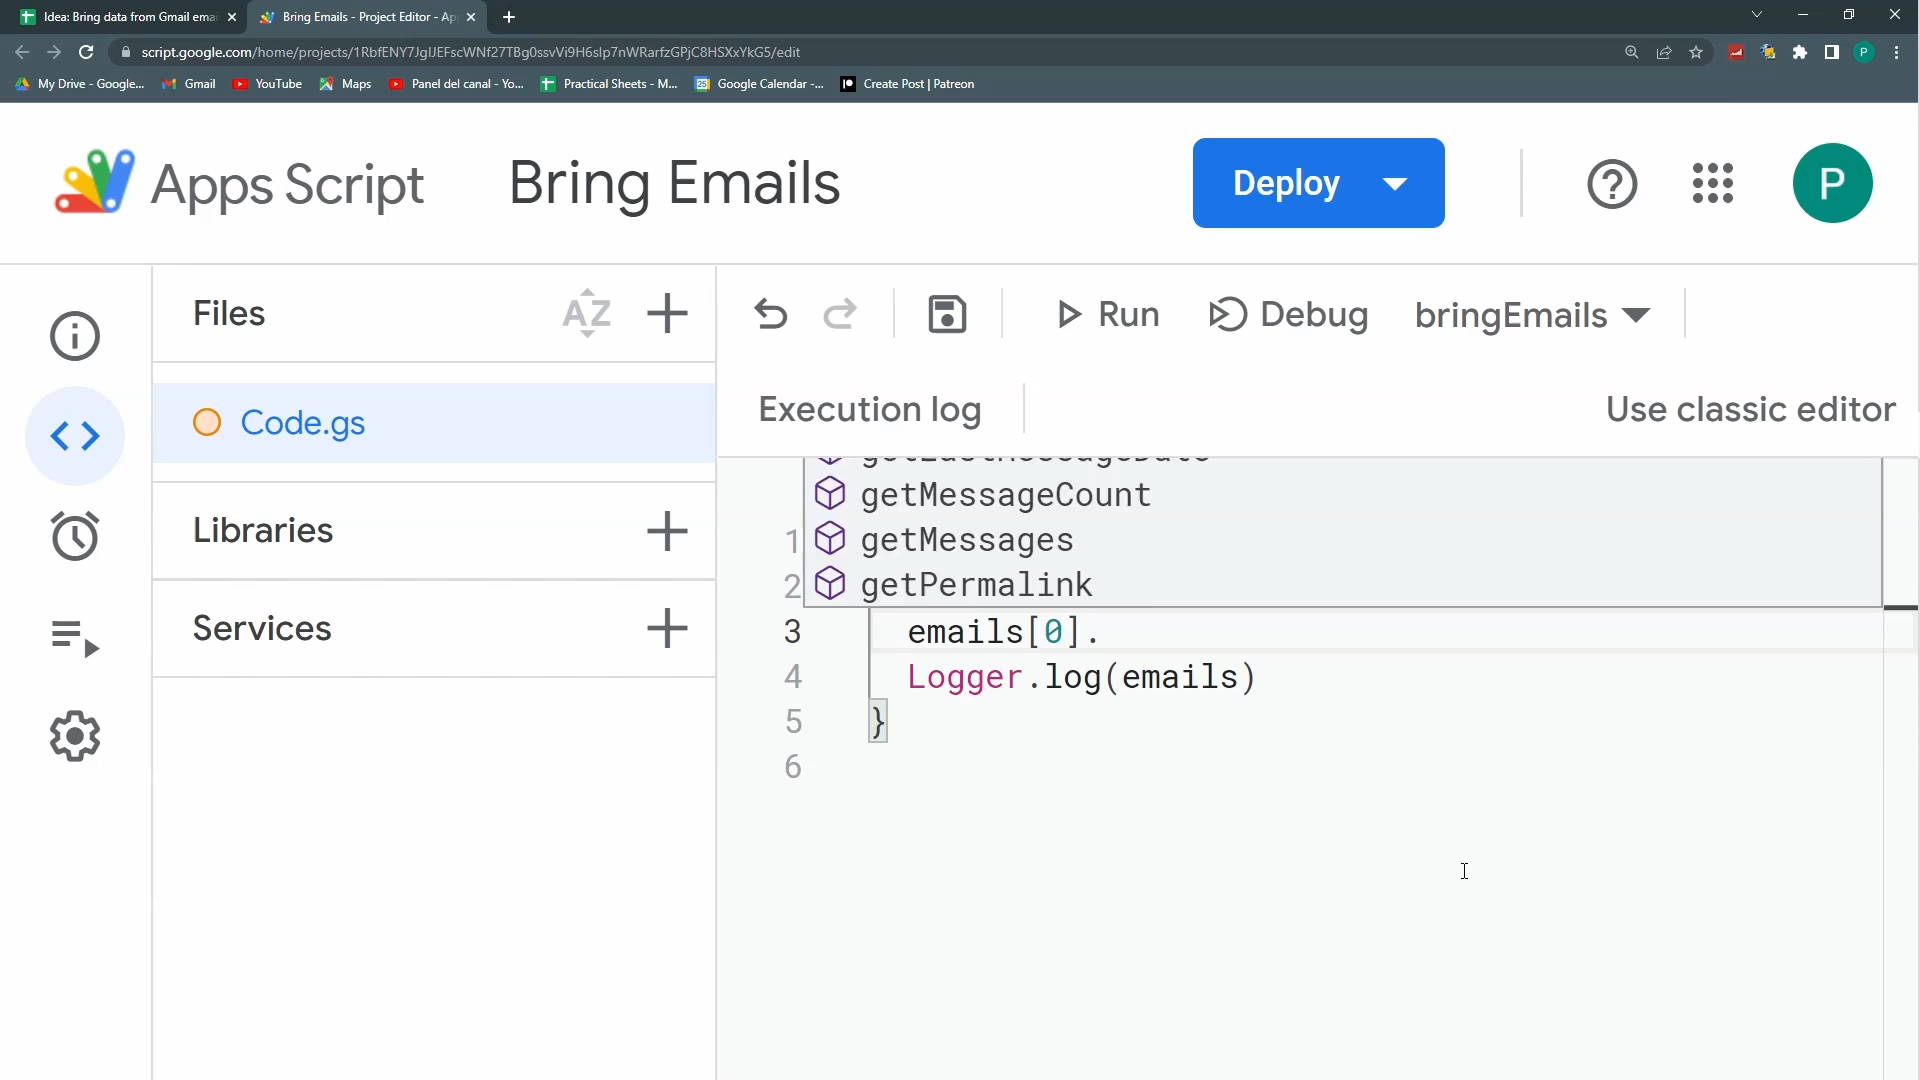 Idea: Bring data from Gmail emai
Bring Emails - Project Editor - Ap
script.google.com/home/projects/1RbfENY7JgIJEFscWNf27TBg0ssvVi9H6slp7nWRarfzGPjC8HSXxYkG5/edit
P
My Drive - Google...
Gmail
YouTube
Maps
Panel del canal - Yo...
Practical Sheets - M...
Google Calendar -...
Create Post | Patreon
Apps Script
Bring Emails
Deploy
P
Files
AZ
Run
Debug
bringEmails
Code.gs
Execution log
Use classic editor
Libraries
Services
getLastMessageDate
getMessageCount
1 getMessages
2 getPermalink
3 emails[0].
4 Logger.log(emails)
5 }
6